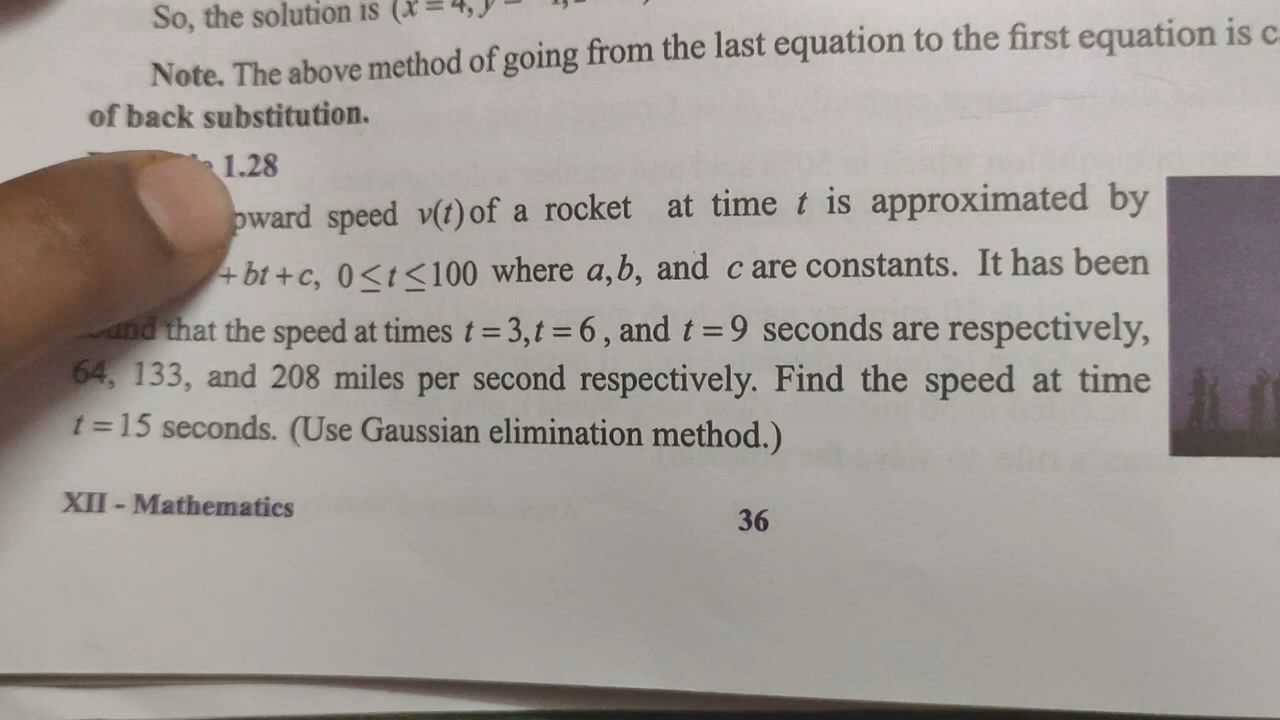 So, the solution is (x = 4, y =
Note. The above method of going from the last equation to the first equation is c
of back substitution.
1.28
pward speed v(t) of a rocket at time t is approximated by
+ bt + c, 0 ≤ t ≤ 100 where a, b, and c are constants. It has been
und that the speed at times t = 3, t = 6, and t = 9 seconds are respectively,
64, 133, and 208 miles per second respectively. Find the speed at time
t = 15 seconds. (Use Gaussian elimination method.)
XII - Mathematics
36